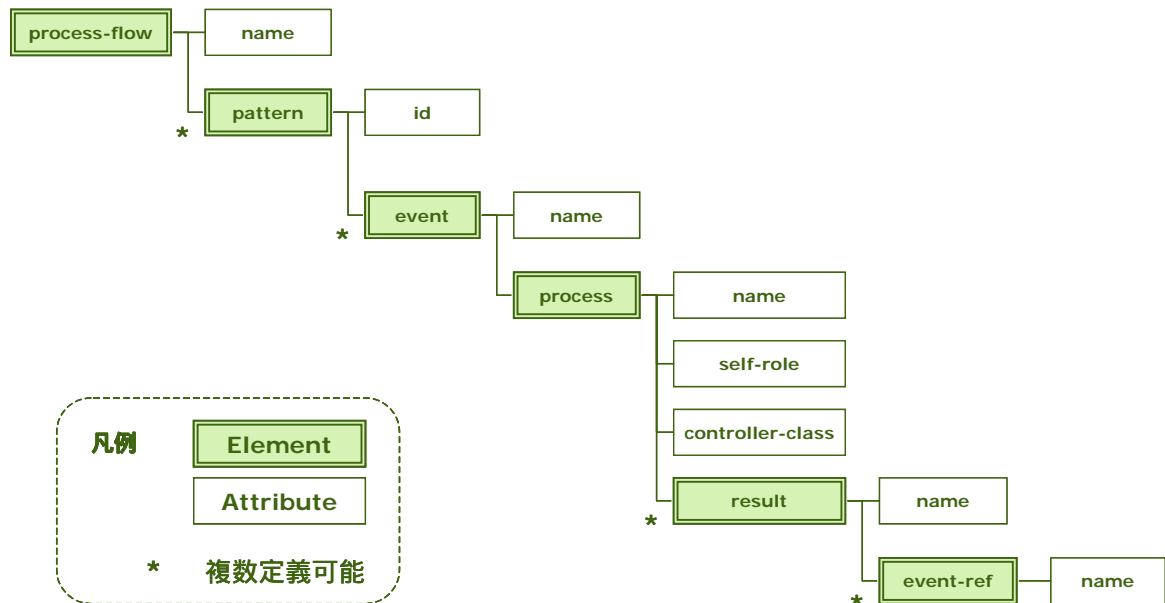 process-flow
name
pattern
id
*
event
name
*
process
name
self-role
controller-class
result
name
*
event-ref
name
*
凡例
Element
Attribute
* 複数定義可能